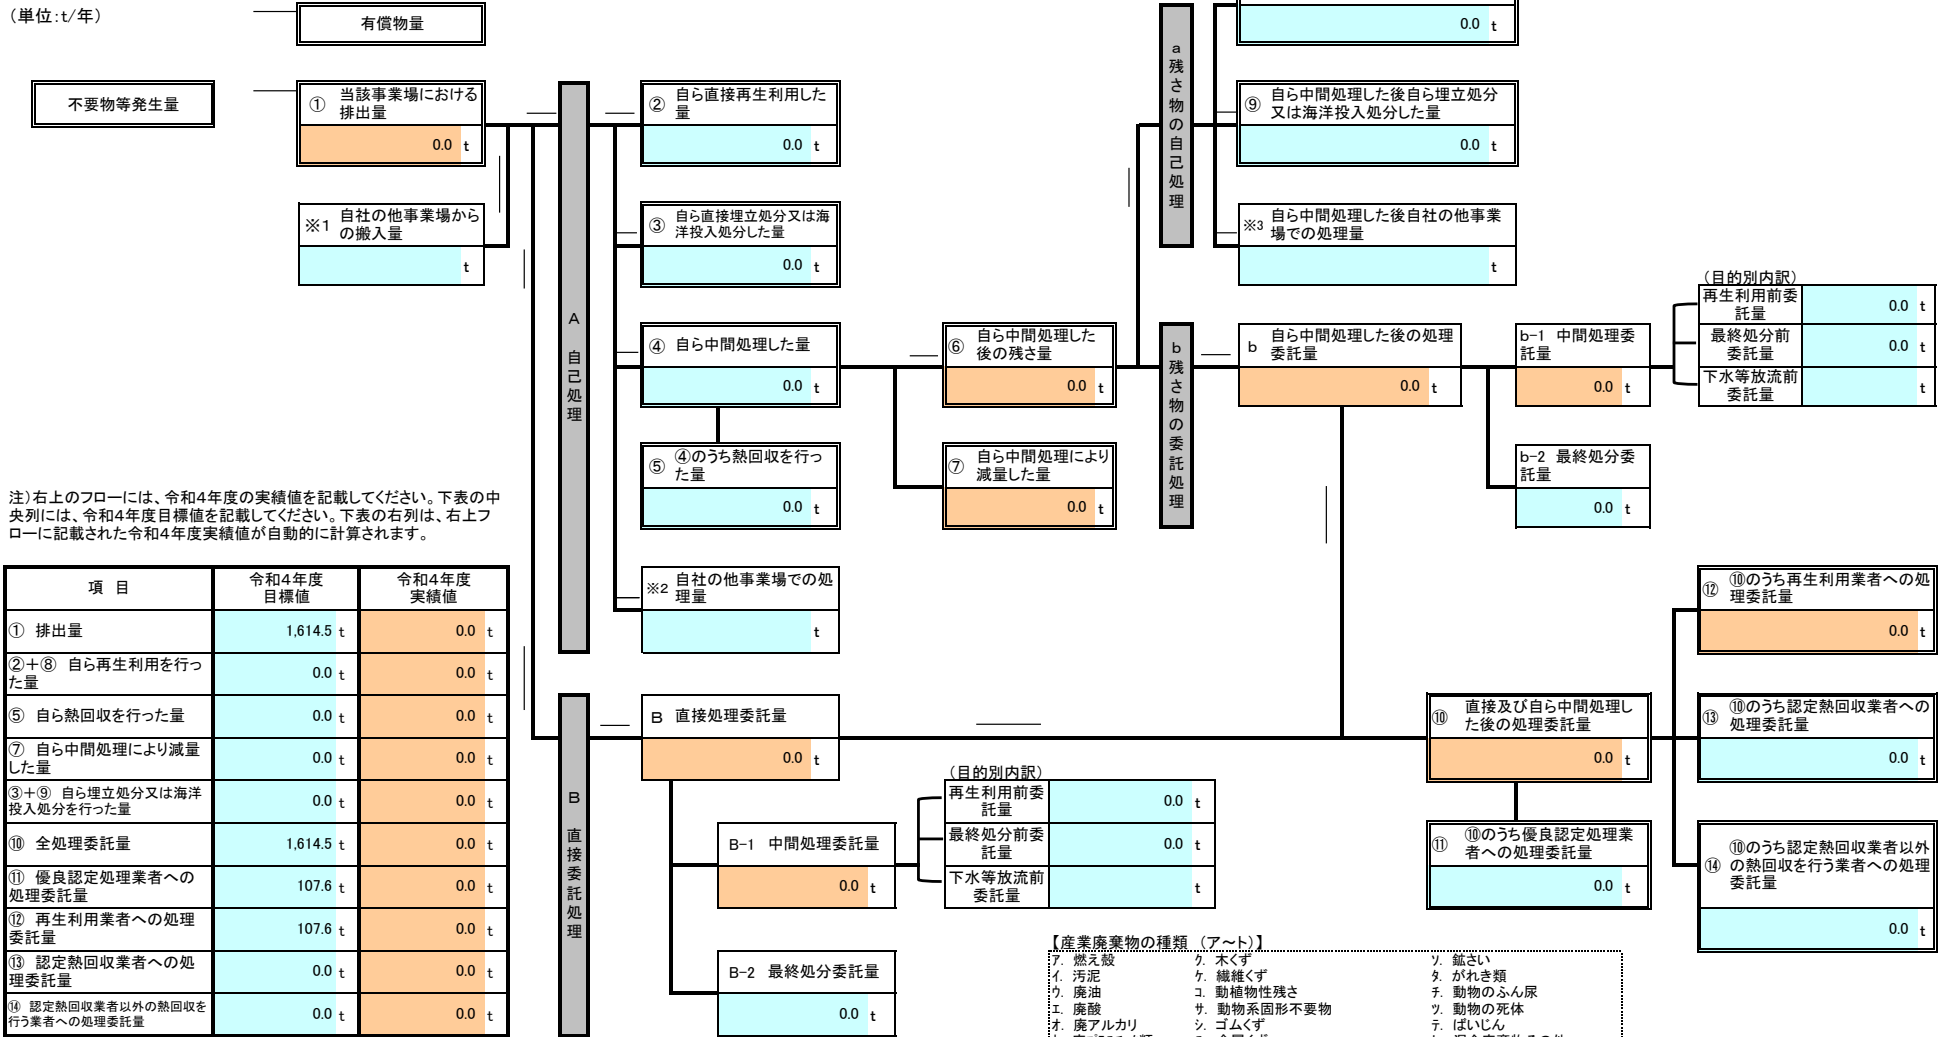 (単位:t/年)
有償物量
0.0 t
不要物等発生量
① 当該事業場における
排出量
0.0 t
※1 自社の他事業場から
の搬入量
t
A 自己処理
② 自ら直接再生利用した
量
0.0 t
③ 自ら直接埋立処分又は海
洋投入処分した量
0.0 t
④ 自ら中間処理した量
0.0 t
⑤ ④のうち熱回収を行っ
た量
0.0 t
※2 自社の他事業場での処
理量
t
⑥ 自ら中間処理した
後の残さ量
0.0 t
⑦ 自ら中間処理により
減量した量
0.0 t
a残さ物の自己処理
⑨ 自ら中間処理した後自ら埋立処分
又は海洋投入処分した量
0.0 t
※3 自ら中間処理した後自社の他事業
場での処理量
t
b残さ物の委託処理
b 自ら中間処理した後の処理
委託量
0.0 t
b-1 中間処理委
託量
0.0 t
b-2 最終処分委
託量
0.0 t
(目的別内訳)
再生利用前委
託量
0.0 t
最終処分前
委託量
0.0 t
下水等放流前
委託量
t
注)右上のフローには、令和4年度の実績値を記載してください。下表の中
央列には、令和4年度目標値を記載してください。下表の右列は、右上フ
ローに記載された令和4年度実績値が自動的に計算されます。
項 目 令和4年度
目標値 令和4年度
実績値
① 排出量 1,614.5 t 0.0 t
②+⑧ 自ら再生利用を行っ
た量 0.0 t 0.0 t
⑤ 自ら熱回収を行った量 0.0 t 0.0 t
⑦ 自ら中間処理により減量
した量 0.0 t 0.0 t
③+⑨ 自ら埋立処分又は海洋
投入処分を行った量 0.0 t 0.0 t
⑩ 全処理委託量 1,614.5 t 0.0 t
⑪ 優良認定処理業者への
処理委託量 107.6 t 0.0 t
⑫ 再生利用業者への処理
委託量 107.6 t 0.0 t
⑬ 認定熱回収業者への処
理委託量 0.0 t 0.0 t
⑭ 認定熱回収業者以外の熱回収を
行う業者への処理委託量 0.0 t 0.0 t
B 直接委託処理
B 直接処理委託量
0.0 t
B-1 中間処理委託量
0.0 t
B-2 最終処分委託量
0.0 t
(目的別内訳)
再生利用前委
託量
0.0 t
最終処分前委
託量
0.0 t
下水等放流前
委託量
t
⑩ 直接及び自ら中間処理し
た後の処理委託量
0.0 t
⑪ ⑩のうち優良認定処理業
者への処理委託量
0.0 t
⑫ ⑩のうち再生利用業者への処
理委託量
0.0 t
⑬ ⑩のうち認定熱回収業者への
処理委託量
0.0 t
⑭ ⑩のうち認定熱回収業者以外
の熱回収を行う業者への処理
委託量
0.0 t
【産業廃棄物の種類 (ア~ト)】
ア. 燃え殻 ク. 木くず ソ. 鉱さい
イ. 汚泥 ケ. 繊維くず タ. がれき類
ウ. 廃油 コ. 動植物性残さ チ. 動物のふん尿
エ. 廃酸 サ. 動物系固形不要物 ツ. 動物の死体
オ. 廃アルカリ シ. ゴムくず テ. ばいじん